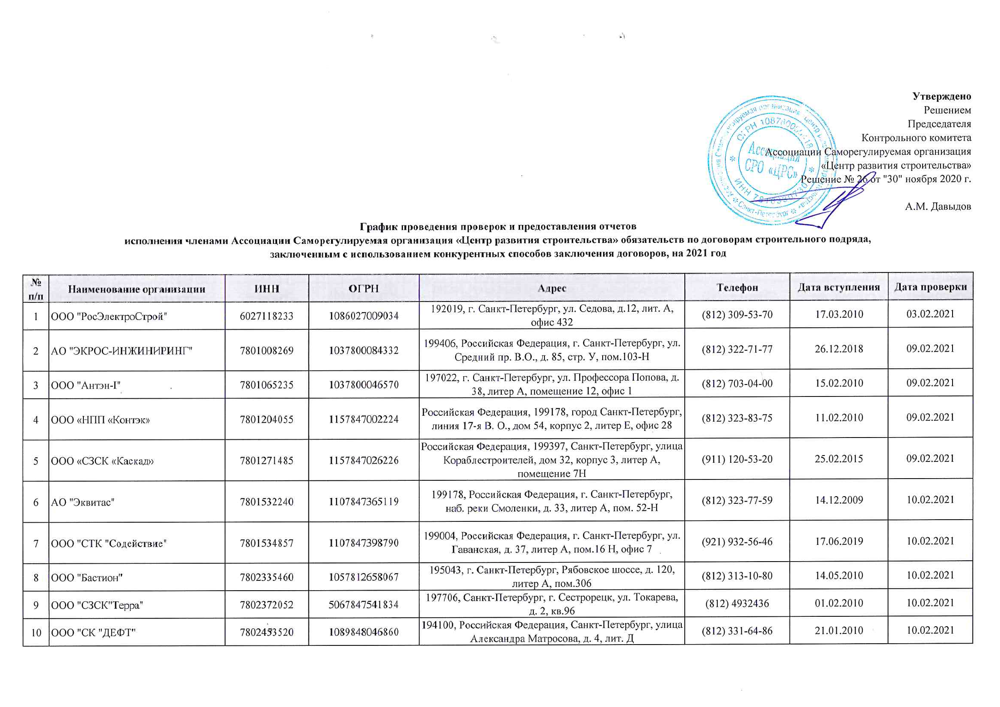 Утверждено
Решением
Председателя
Контрольного комитета
Ассоциации Саморегулируемая организация
«Центр развития строительства»
Решение № 26 от "30" ноября 2020 г.
А.М. Давыдов
Ассоциация
СРО «ЦРС»
Санкт-Петербург
График проведения проверок и предоставления отчетов
исполнения членами Ассоциации Саморегулируемая организация «Центр развития строительства» обязательств по договорам строительного подряда,
заключенным с использованием конкурентных способов заключения договоров, на 2021 год
№ п/п Наименование организации ИНН ОГРН Адрес Телефон Дата вступления Дата проверки
1 ООО "РосЭлектроСтрой" 6027118233 1086027009034 192019, г. Санкт-Петербург, ул. Седова, д.12, лит. А,
офис 432 (812) 309-53-70 17.03.2010 03.02.2021
2 АО "ЭКРОС-ИНЖИНИРИНГ" 7801008269 1037800084332 199406, Российская Федерация, г. Санкт-Петербург, ул.
Средний пр. В.О., д. 85, стр. У, пом.103-Н (812) 322-71-77 26.12.2018 09.02.2021
3 ООО "Антэн-I" 7801065235 1037800046570 197022, г. Санкт-Петербург, ул. Профессора Попова, д.
38, литер А, помещение 12, офис 1 (812) 703-04-00 15.02.2010 09.02.2021
4 ООО «НПП «Контэк» 7801204055 1157847002224 Российская Федерация, 199178, город Санкт-Петербург,
линия 17-я В. О., дом 54, корпус 2, литер Е, офис 28 (812) 323-83-75 11.02.2010 09.02.2021
5 ООО «СЗСК «Каскад» 7801271485 1157847026226 Российская Федерация, 199397, Санкт-Петербург, улица
Кораблестроителей, дом 32, корпус 3, литер А,
помещение 7Н (911) 120-53-20 25.02.2015 09.02.2021
6 АО "Эквитас" 7801532240 1107847365119 199178, Российская Федерация, г. Санкт-Петербург,
наб. реки Смоленки, д. 33, литер А, пом. 52-Н (812) 323-77-59 14.12.2009 10.02.2021
7 ООО "СТК "Содействие" 7801534857 1107847398790 199004, Российская Федерация, г. Санкт-Петербург, ул.
Гаванская, д. 37, литер А, пом.16 Н, офис 7 (921) 932-56-46 17.06.2019 10.02.2021
8 ООО "Бастион" 7802335460 1057812658067 195043, г. Санкт-Петербург, Рябовское шоссе, д. 120,
литер А, пом.306 (812) 313-10-80 14.05.2010 10.02.2021
9 ООО "СЗСК"Терра" 7802372052 5067847541834 197706, Санкт-Петербург, г. Сестрорецк, ул. Токарева,
д. 2, кв.96 (812) 4932436 01.02.2010 10.02.2021
10 ООО "СК "ДЕФТ" 7802453520 1089848046860 194100, Российская Федерация, Санкт-Петербург, улица
Александра Матросова, д. 4, лит. Д (812) 331-64-86 21.01.2010 10.02.2021